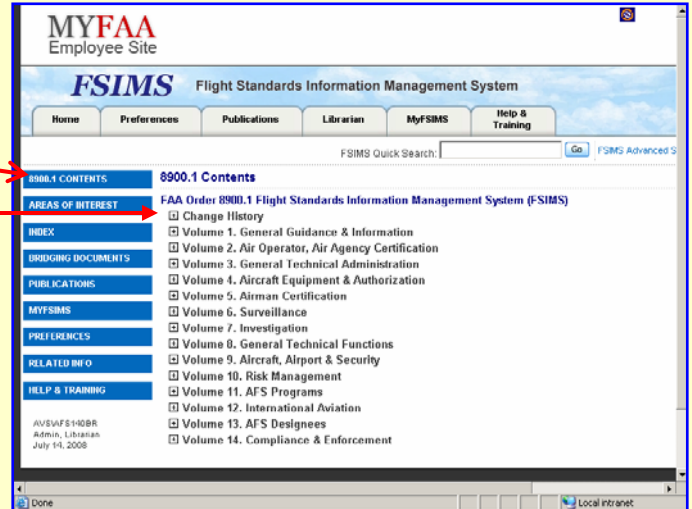 MYFAA
Employee Site
FSIMS Flight Standards Information Management System
Home Preferences Publications Librarian MyFSIMS Help & Training
FSIMS Quick Search: Go FSIMS Advanced S
8900.1 CONTENTS
AREAS OF INTEREST
INDEX
BRIDGING DOCUMENTS
PUBLICATIONS
MYFSIMS
PREFERENCES
RELATED INFO
HELP & TRAINING
AVS\AFS140BR
Admin, Librarian
July 14, 2008
8900.1 Contents
FAA Order 8900.1 Flight Standards Information Management System (FSIMS)
Change History
Volume 1. General Guidance & Information
Volume 2. Air Operator, Air Agency Certification
Volume 3. General Technical Administration
Volume 4. Aircraft Equipment & Authorization
Volume 5. Airman Certification
Volume 6. Surveillance
Volume 7. Investigation
Volume 8. General Technical Functions
Volume 9. Aircraft, Airport & Security
Volume 10. Risk Management
Volume 11. AFS Programs
Volume 12. International Aviation
Volume 13. AFS Designees
Volume 14. Compliance & Enforcement
Done Local intranet